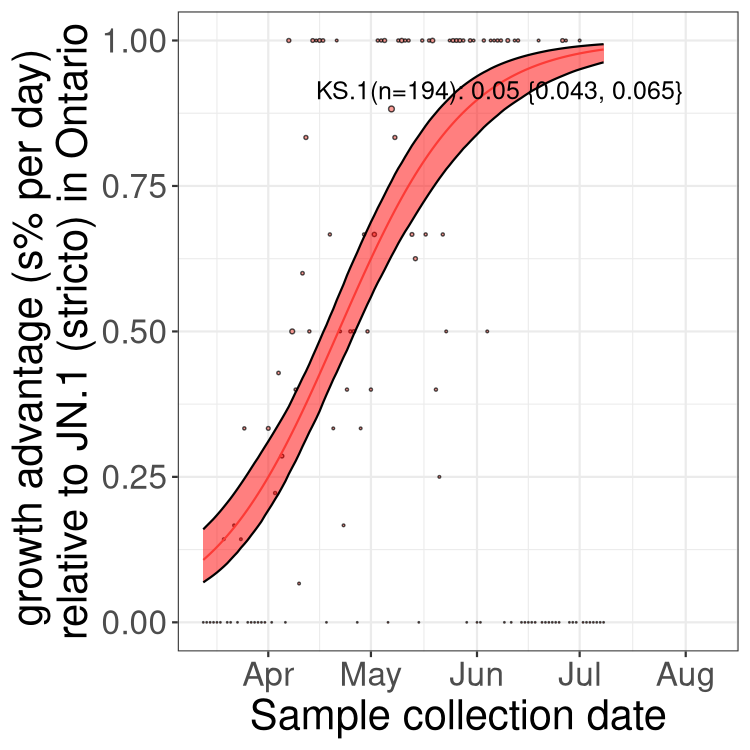 growth advantage (s% per day)
relative to JN.1 (stricto) in Ontario
1.00
0.75
0.50
0.25
0.00
KS.1(n=194): 0.05 {0.043, 0.065}
Apr May Jun Jul Aug
Sample collection date